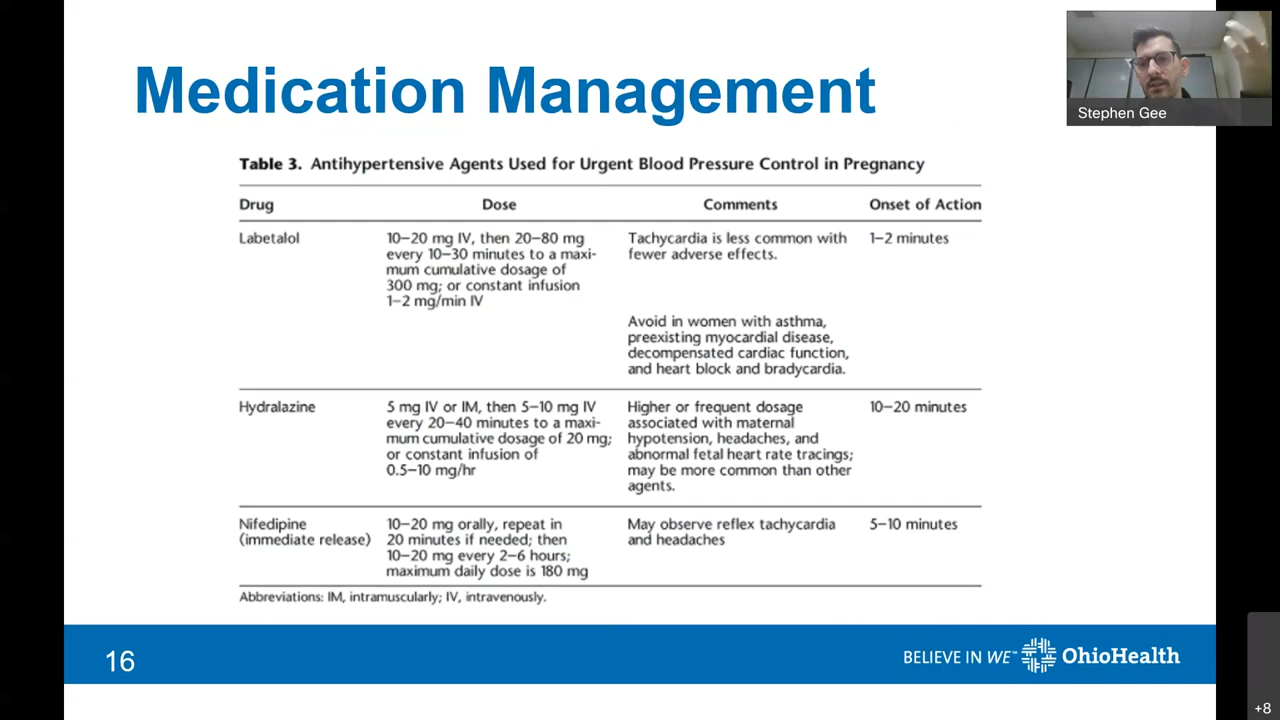 Medication Management
Stephen Gee
Table 3. Antihypertensive Agents Used for Urgent Blood Pressure Control in Pregnancy
Drug Dose Comments Onset of Action
Labetalol
10–20 mg IV, then 20–80 mg
every 10–30 minutes to a maxi-
mum cumulative dosage of
300 mg; or constant infusion
1–2 mg/min IV
Tachycardia is less common with
fewer adverse effects.
Avoid in women with asthma,
preexisting myocardial disease,
decompensated cardiac function,
and heart block and bradycardia.
1–2 minutes
Hydralazine
5 mg IV or IM, then 5–10 mg IV
every 20–40 minutes to a maxi-
mum cumulative dosage of 20 mg;
or constant infusion of
0.5–10 mg/hr
Higher or frequent dosage
associated with maternal
hypotension, headaches, and
abnormal fetal heart rate tracings;
may be more common than other
agents.
10–20 minutes
Nifedipine
(immediate release)
10–20 mg orally, repeat in
20 minutes if needed; then
10–20 mg every 2–6 hours;
maximum daily dose is 180 mg
May observe reflex tachycardia
and headaches
5–10 minutes
Abbreviations: IM, intramuscularly; IV, intravenously.
16
BELIEVE IN WE™ OhioHealth
+8